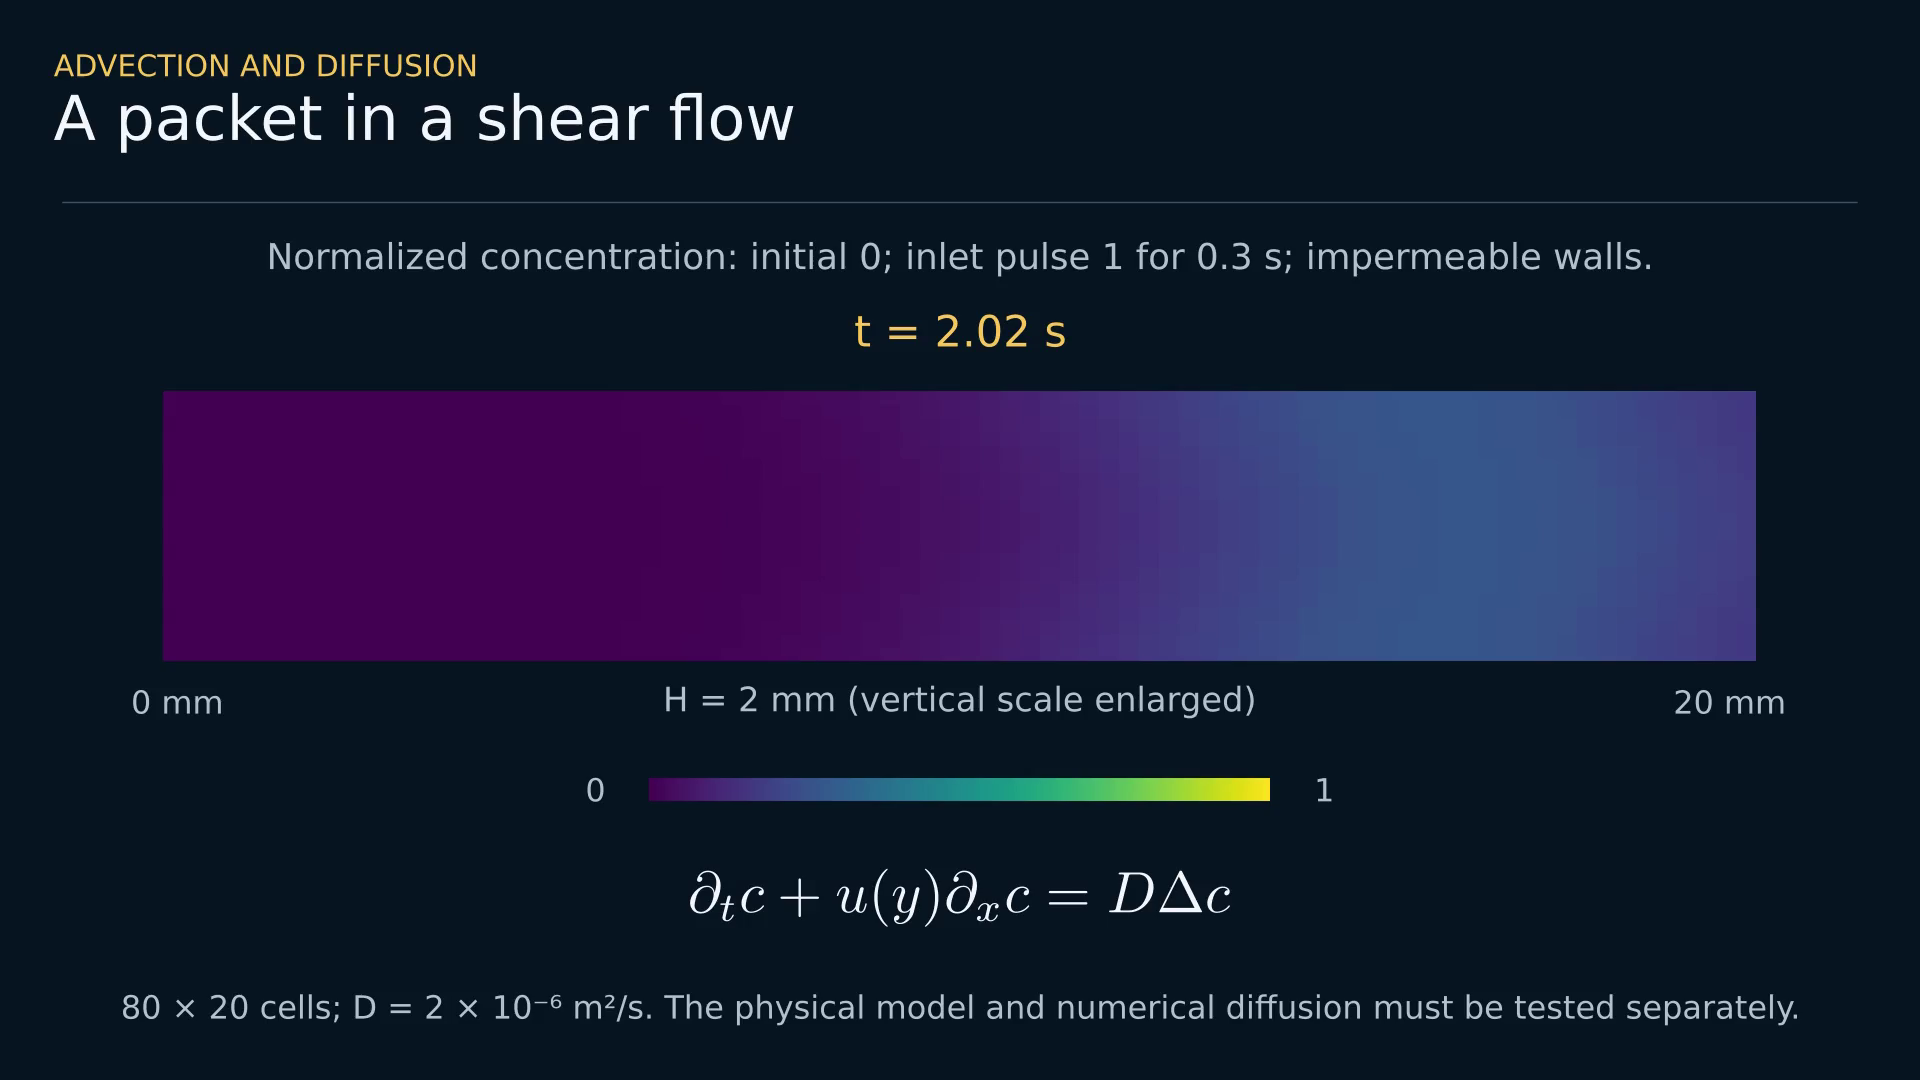 ADVECTION AND DIFFUSION
A packet in a shear flow
Normalized concentration: initial 0; inlet pulse 1 for 0.3 s; impermeable walls.
t = 2.02 s
0 mm
H = 2 mm (vertical scale enlarged)
20 mm
0
1
∂ₜc + u(y)∂ₓc = DΔc
80 × 20 cells; D = 2 × 10⁻⁶ m²/s. The physical model and numerical diffusion must be tested separately.